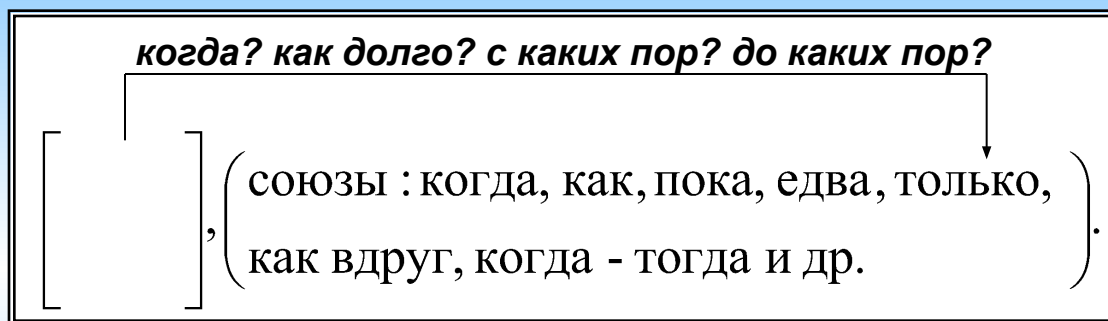 когда? как долго? с каких пор? до каких пор?
союзы : когда, как, пока, едва, только,
как вдруг, когда - тогда и др.